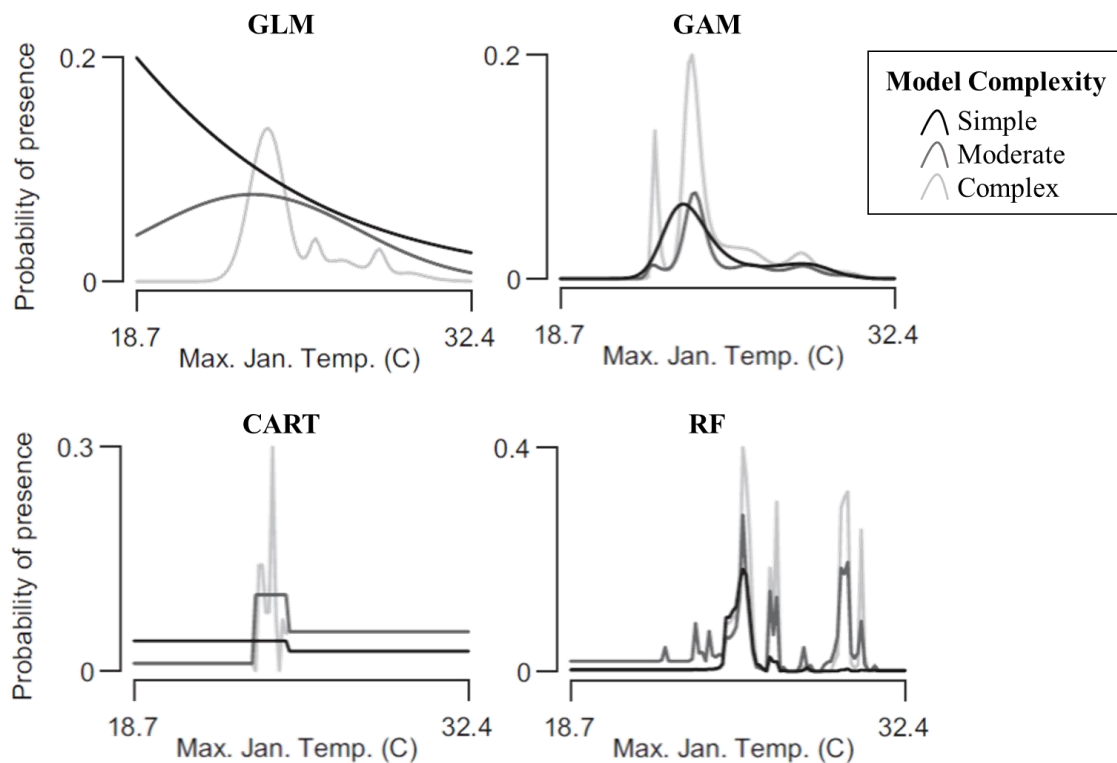 GLM
0.2
0
Probability of presence
18.7
32.4
Max. Jan. Temp. (C)
GAM
0.2
0
18.7
32.4
Max. Jan. Temp. (C)
Model Complexity
Simple
Moderate
Complex
CART
0.3
0
Probability of presence
18.7
32.4
Max. Jan. Temp. (C)
RF
0.4
0
18.7
32.4
Max. Jan. Temp. (C)